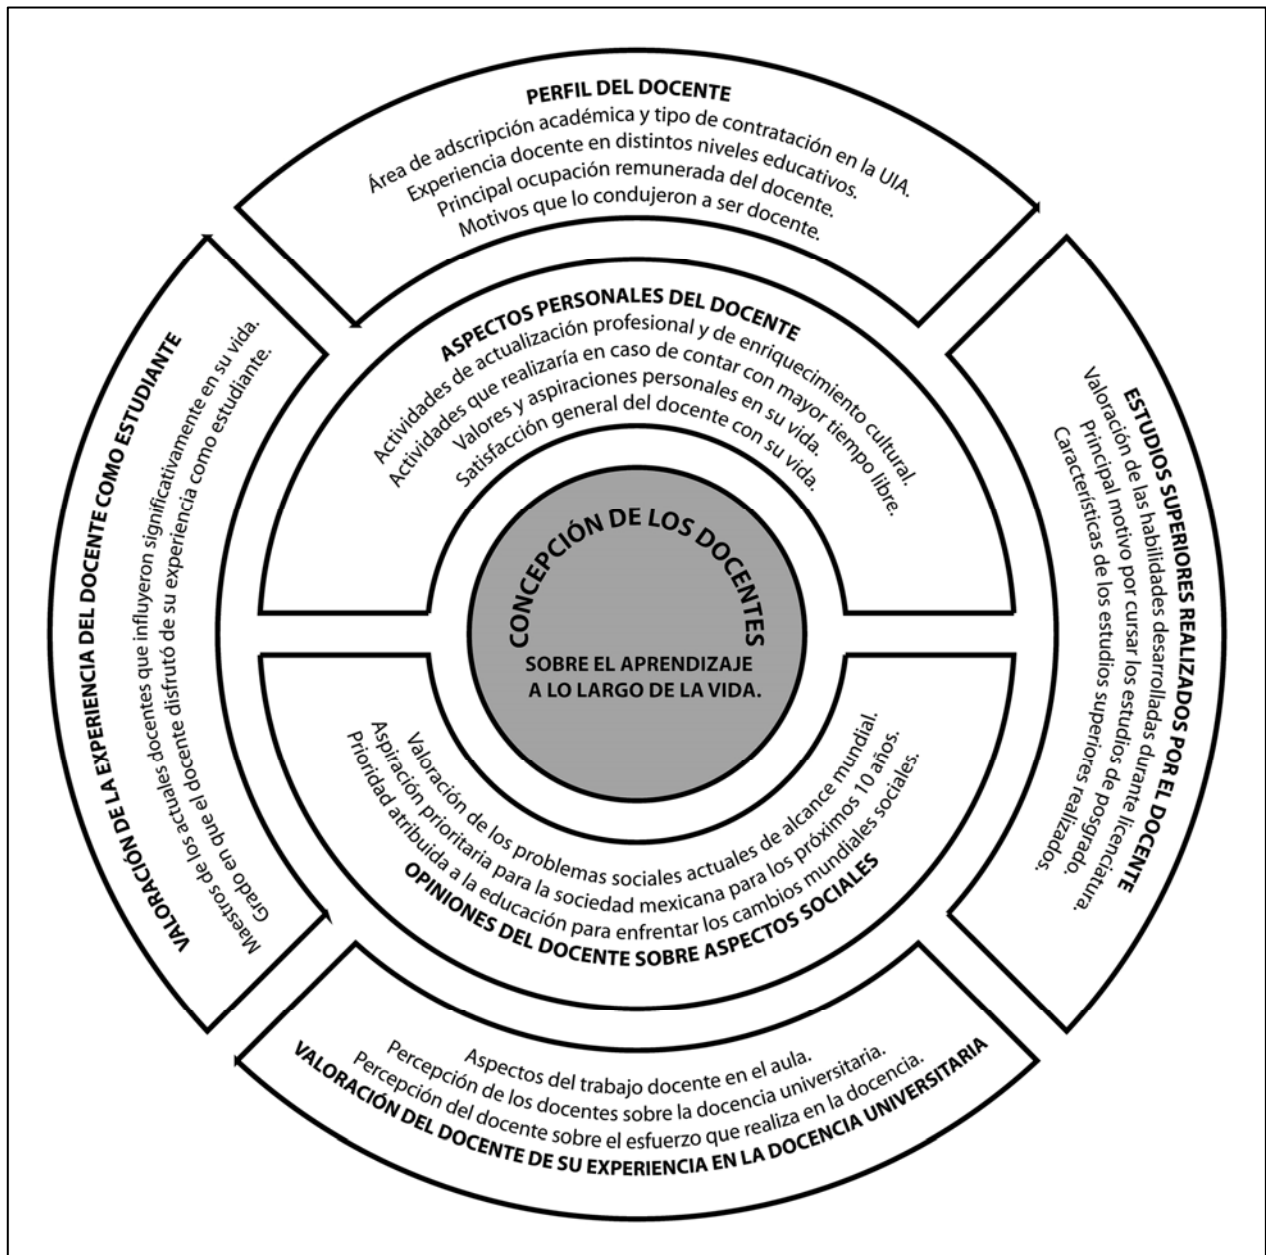 PERFIL DEL DOCENTE
Área de adscripción académica y tipo de contratación en la UIA.
Experiencia docente en distintos niveles educativos.
Principal ocupación remunerada del docente.
Motivos que lo condujeron a ser docente.
ASPECTOS PERSONALES DEL DOCENTE
Actividades de actualización profesional y de enriquecimiento cultural.
Actividades que realizaría en caso de contar con mayor tiempo libre.
Valores y aspiraciones personales en su vida.
Satisfacción general del docente con su vida.
VALORACIÓN DE LA EXPERIENCIA DEL DOCENTE COMO ESTUDIANTE
Maestros de los actuales docentes que influyeron significativamente en su vida.
Grado en que el docente disfrutó de su experiencia como estudiante.
CONCEPCIÓN DE LOS DOCENTES
SOBRE EL APRENDIZAJE
A LO LARGO DE LA VIDA.
ESTUDIOS SUPERIORES REALIZADOS POR EL DOCENTE
Valoración de las habilidades desarrolladas durante licenciatura.
Principal motivo por cursar los estudios de posgrado.
Características de los estudios superiores realizados.
Valoración de los problemas sociales actuales de alcance mundial.
Aspiración prioritaria para la sociedad mexicana para los próximos 10 años.
Prioridad atribuida a la educación para enfrentar los cambios mundiales sociales.
OPINIONES DEL DOCENTE SOBRE ASPECTOS SOCIALES
Aspectos del trabajo docente en el aula.
Percepción de los docentes sobre la docencia universitaria.
Percepción del docente sobre el esfuerzo que realiza en la docencia.
VALORACIÓN DEL DOCENTE DE SU EXPERIENCIA EN LA DOCENCIA UNIVERSITARIA